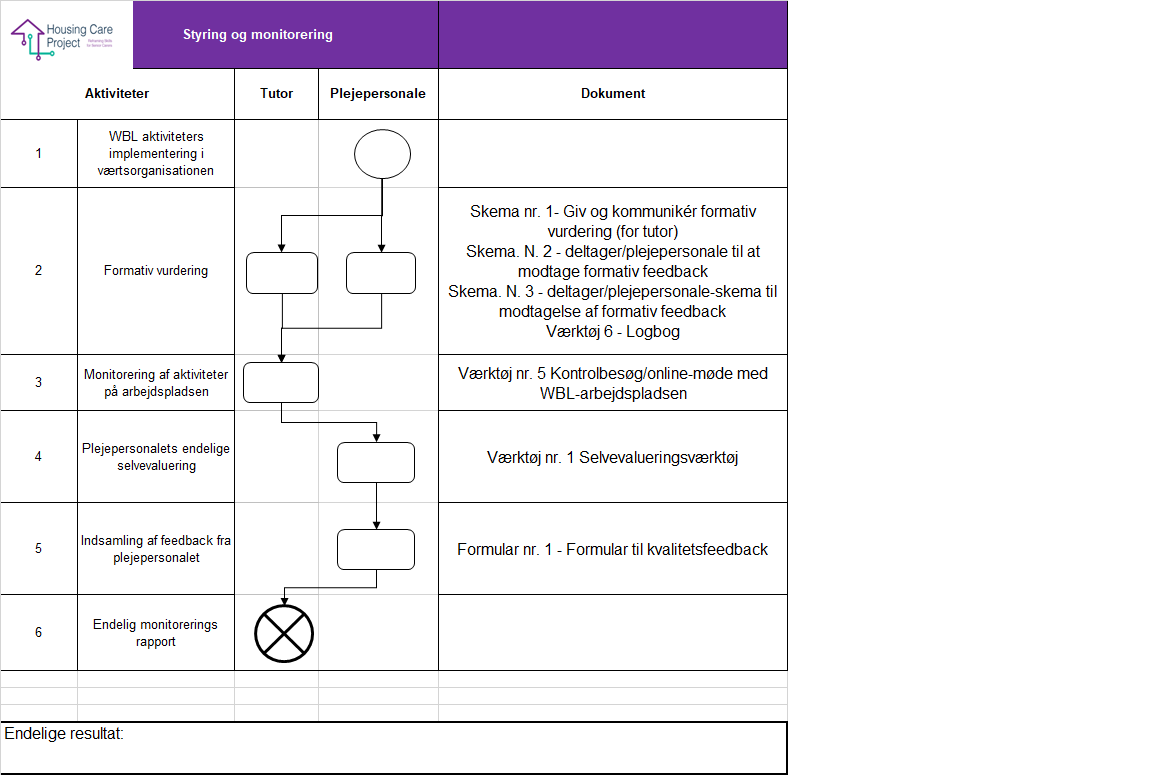 Housing Care
Project
Styring og monitorering
Aktiviteter
Tutor
Plejepersonale
Dokument
1
WBL aktiviteters
implementering i
værtsorganisationen
2
Formativ vurdering
Skema nr. 1- Giv og kommunikér formativ
vurdering (for tutor)
Skema. N. 2 - deltager/plejepersonale til at
modtage formativ feedback
Skema. N. 3 - deltager/plejepersonale-skema til
modtagelse af formativ feedback
Værktøj 6 - Logbog
3
Monitorering af aktiviteter
på arbejdspladsen
Værktøj nr. 5 Kontrolbesøg/online-møde med
WBL-arbejdspladsen
4
Plejepersonalets endelige
selvevaluering
Værktøj nr. 1 Selvevalueringsværktøj
5
Indsamling af feedback fra
plejepersonalet
Formular nr. 1 - Formular til kvalitetsfeedback
6
Endelig monitorerings
rapport
Endelige resultat: